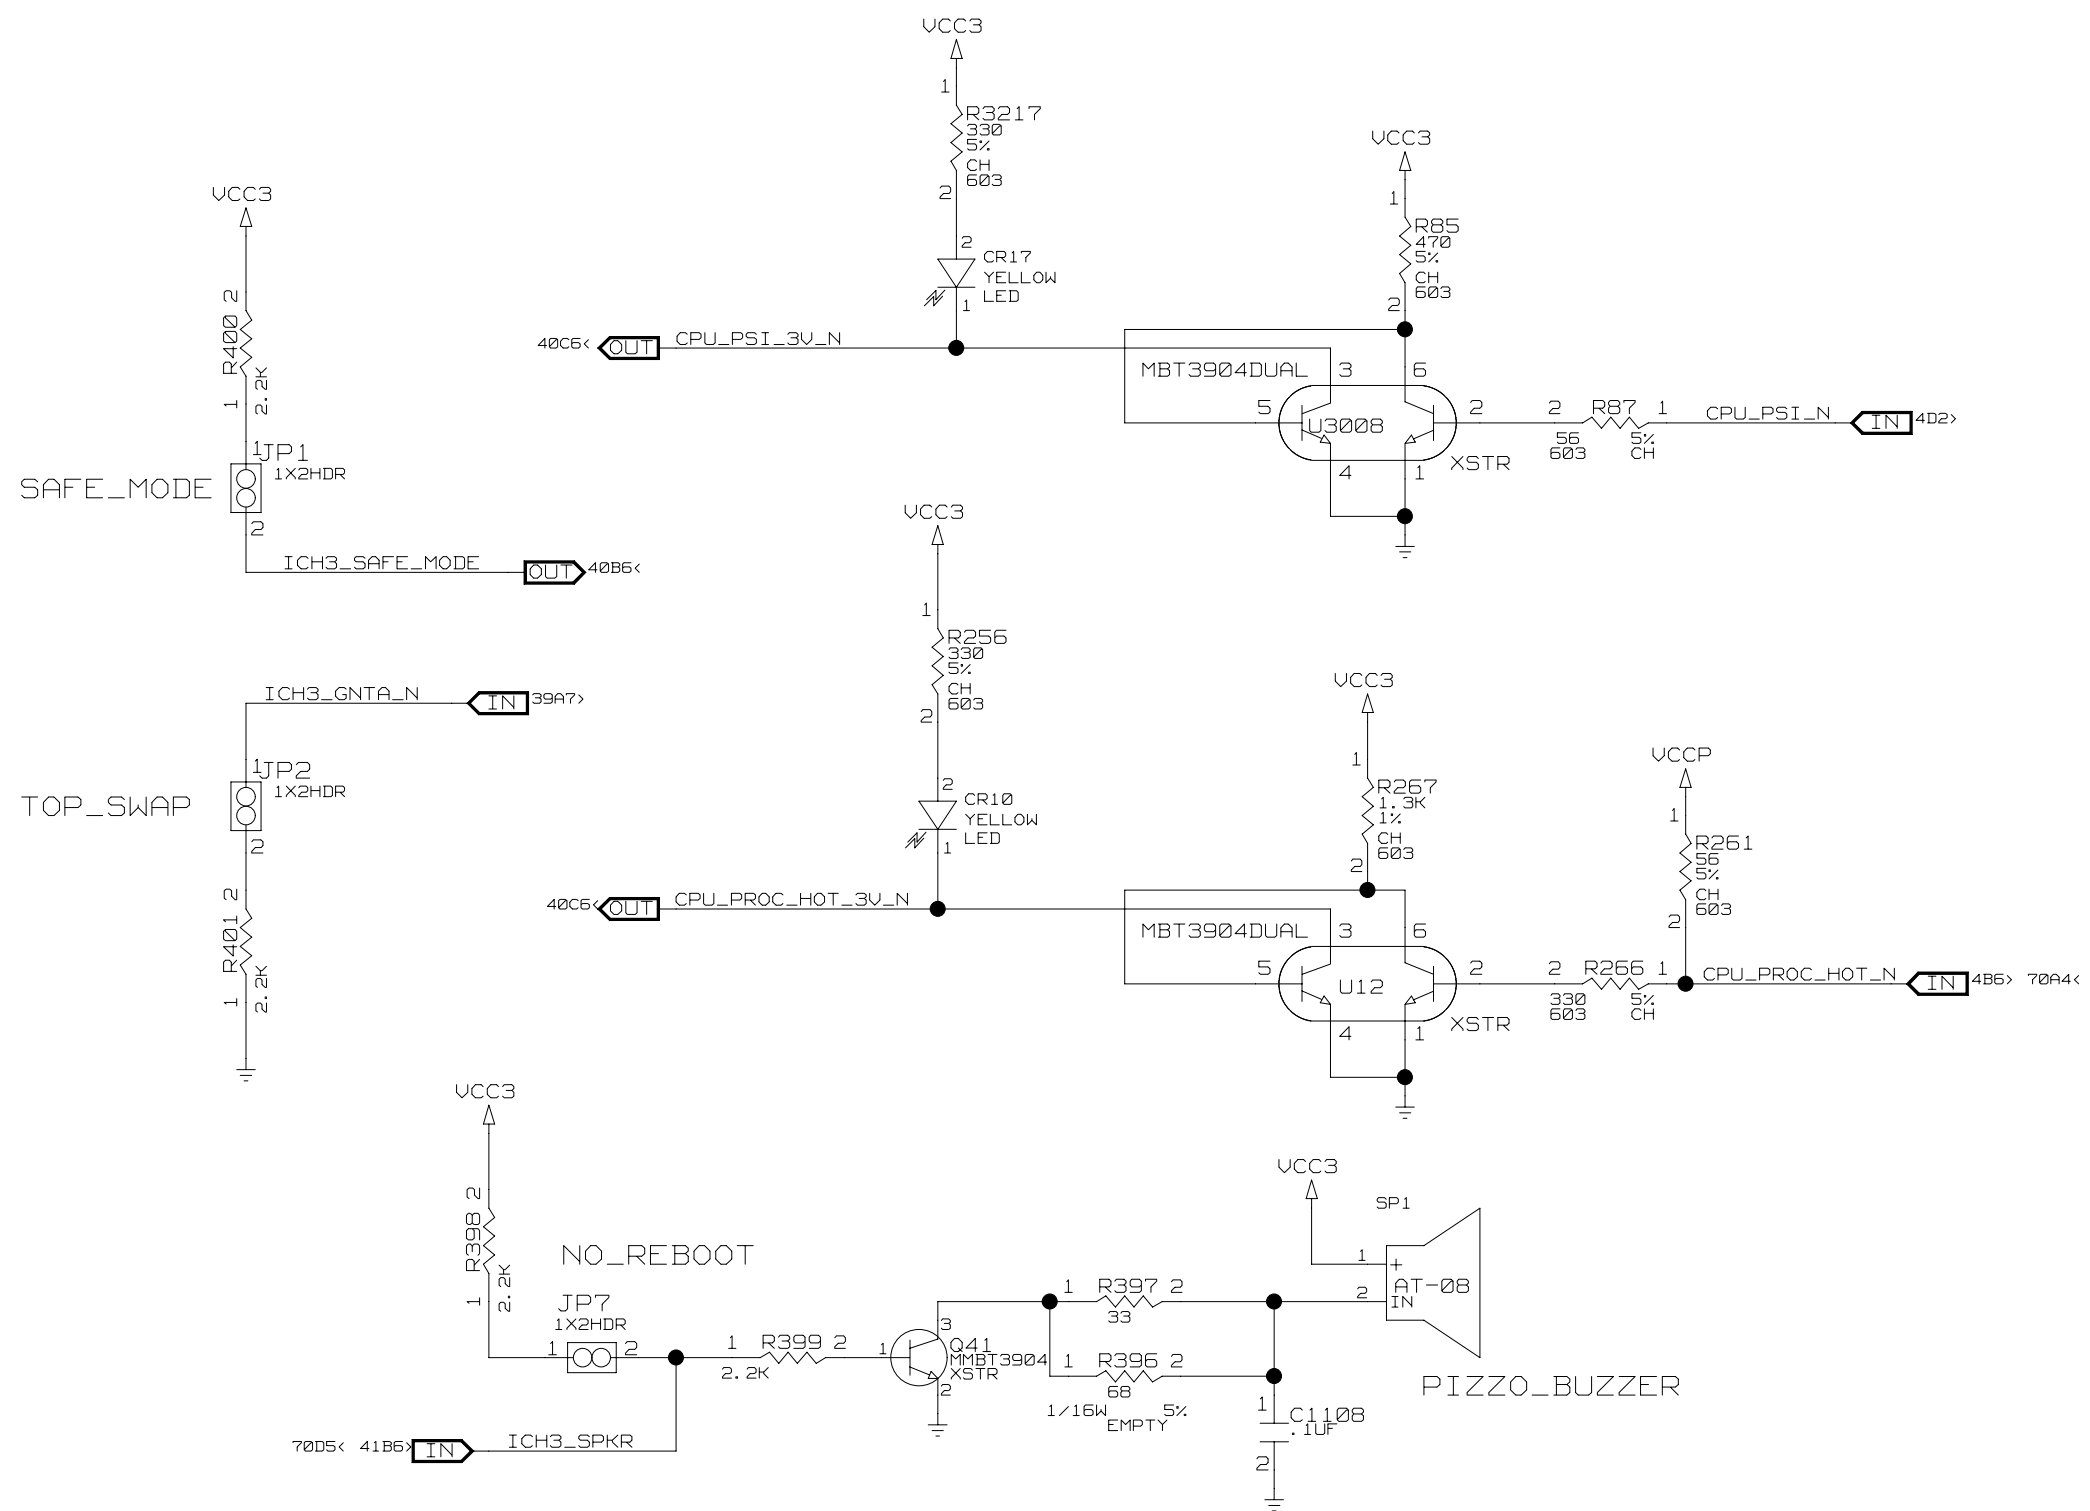 VCC3
1
R3217
330
5%
CH
603
2
2
CR17
YELLOW
LED
1
40C6<
OUT
CPU_PSI_3V_N
VCC3
1
R85
470
5%
CH
603
2
MBT3904DUAL
3
6
5
U3008
2
4
1
XSTR
2
R87
1
56
603
5%
CH
CPU_PSI_N
IN
4D2>
VCC3
2
R400
2.2K
1
1
JP1
1X2HDR
SAFE_MODE
2
ICH3_SAFE_MODE
OUT
40B6<
ICH3_GNTA_N
IN
39A7>
1
JP2
1X2HDR
TOP_SWAP
2
2
R401
2.2K
1
VCC3
1
R256
330
5%
CH
603
2
2
CR10
YELLOW
LED
1
40C6<
OUT
CPU_PROC_HOT_3V_N
VCC3
1
R267
1.3K
1%
CH
603
2
MBT3904DUAL
3
6
5
U12
2
4
1
XSTR
VCCP
1
R261
56
5%
CH
603
2
2
R266
1
330
603
5%
CH
CPU_PROC_HOT_N
IN
4B6> 70A4<
VCC3
2
R398
2.2K
1
NO_REBOOT
JP7
1X2HDR
1
2
1
R399
2
2.2K
70D5< 41B6>
IN
ICH3_SPKR
1
3
Q41
MMBT3904
XSTR
2
1
R397
2
33
1
R396
2
68
1/16W
5%
EMPTY
VCC3
SP1
1
+
AT-08
2
IN
PIZZO_BUZZER
1
C1108
.1UF
2